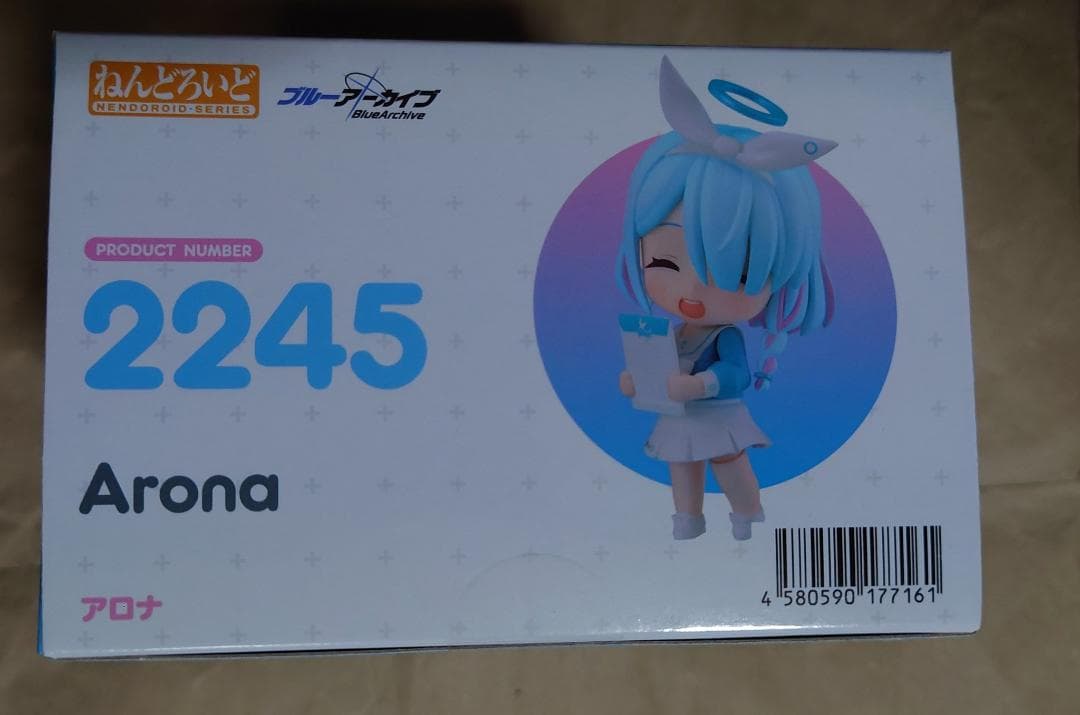 ねんどろいど
NENDOROID-SERIES
ブルーアーカイブ
BlueArchive
PRODUCT NUMBER
2245
Arona
アロナ
4 580590 177161